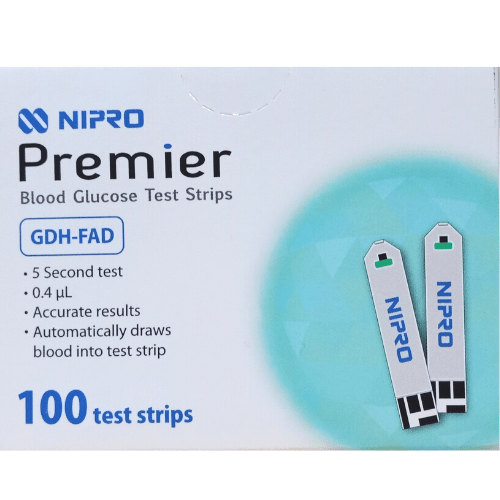 NIPRO
Premier
Blood Glucose Test Strips
GDH-FAD
• 5 Second test
• 0.4 µL
• Accurate results
• Automatically draws
blood into test strip
100 test strips
NIPRO
NIPRO